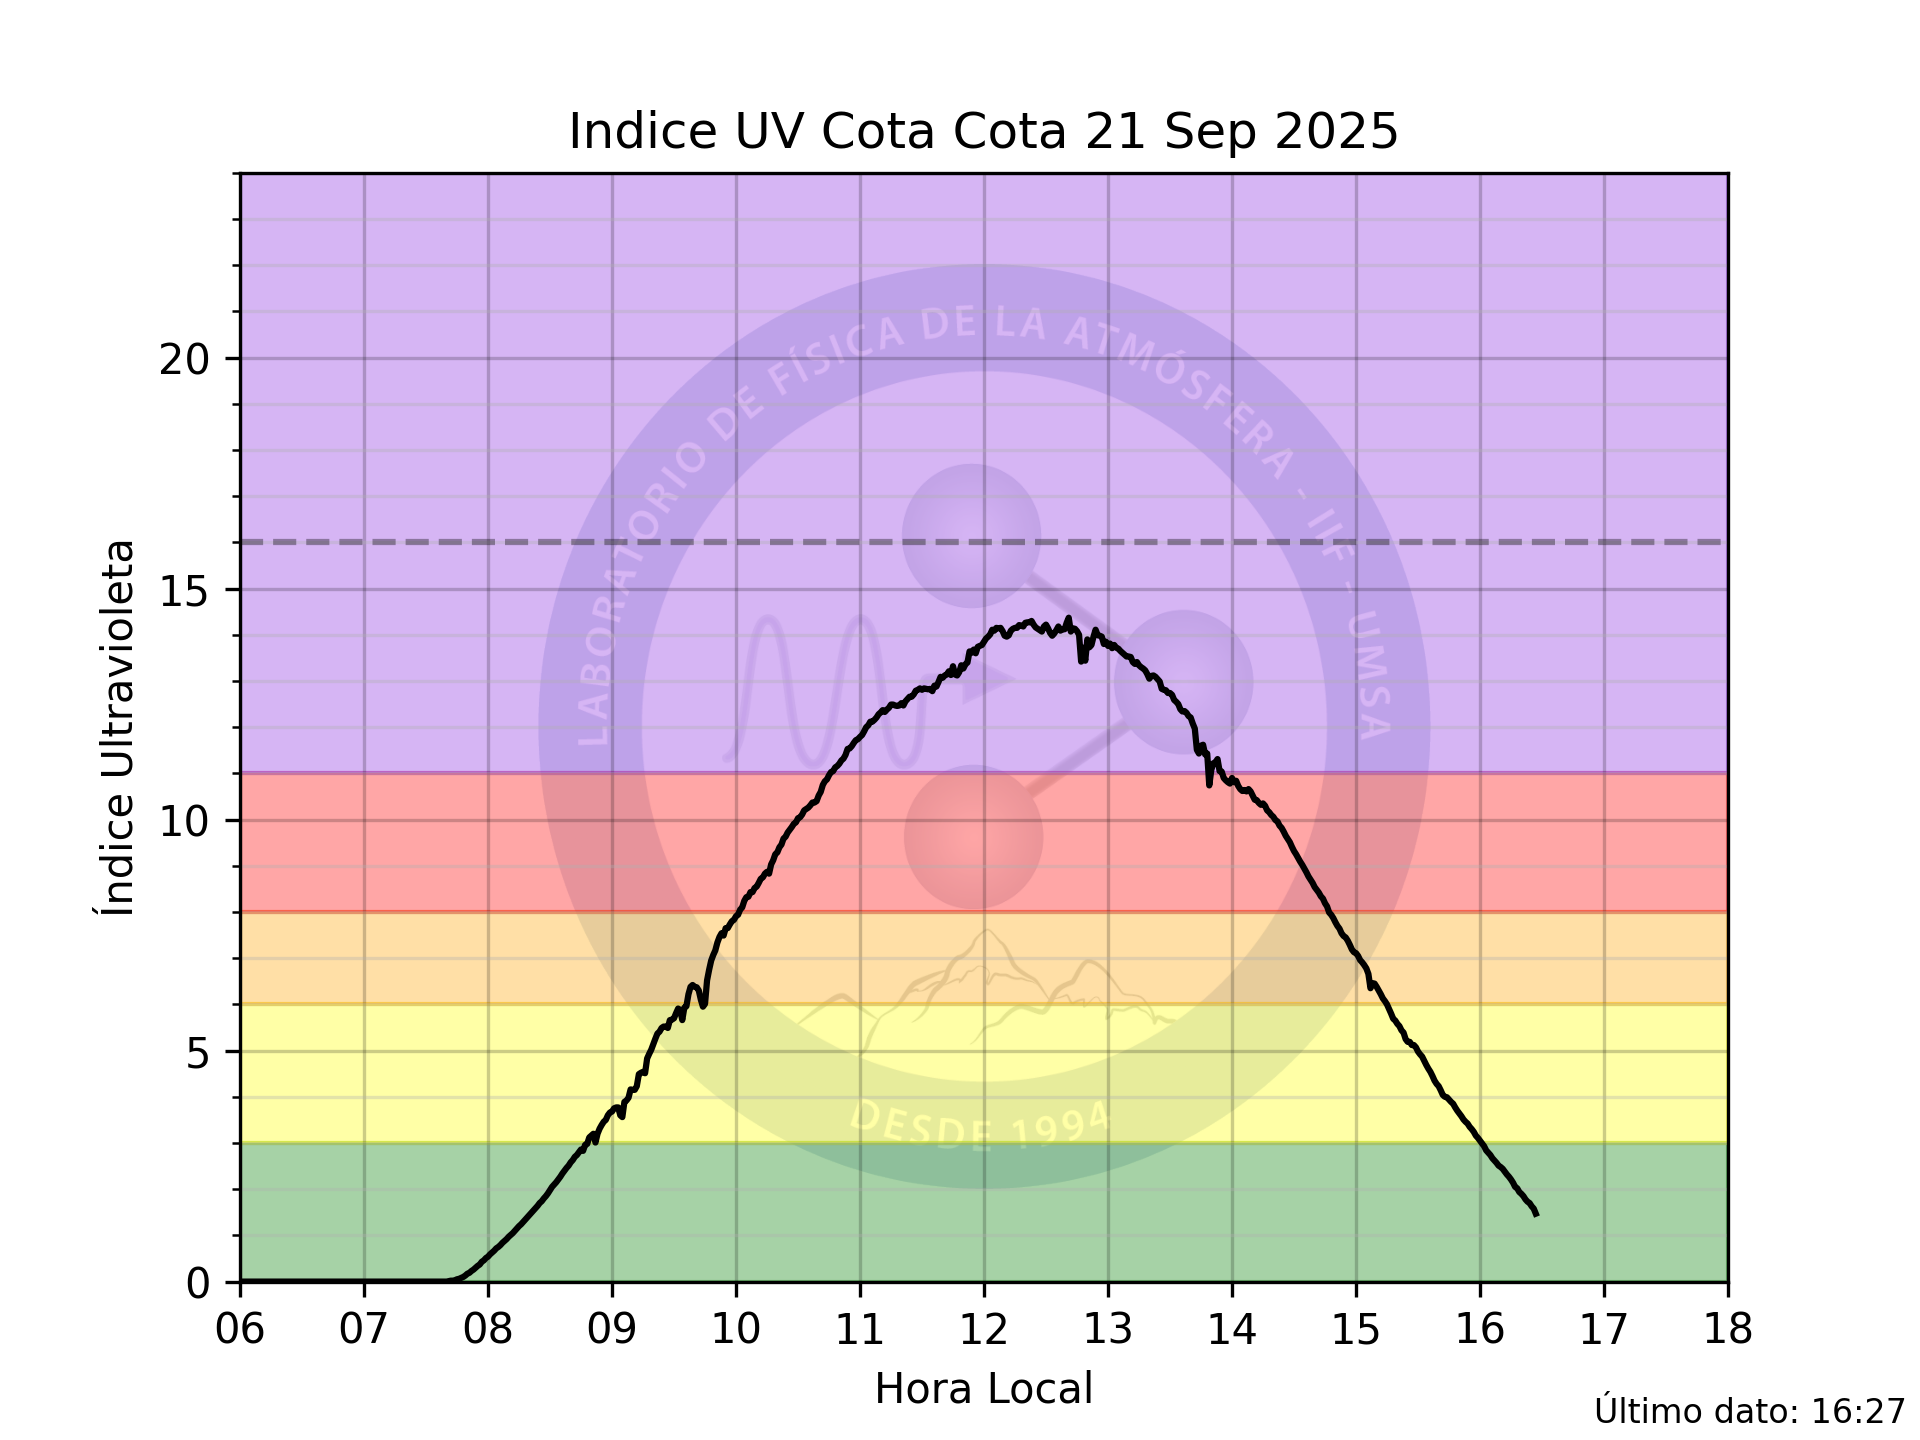 Indice UV Cota Cota 21 Sep 2025
LABORATORIO DE FÍSICA DE LA ATMÓSFERA - IIF - UMSA
DESDE 1994
Índice Ultravioleta
20
15
10
5
0
06 07 08 09 10 11 12 13 14 15 16 17 18
Hora Local
Último dato: 16:27